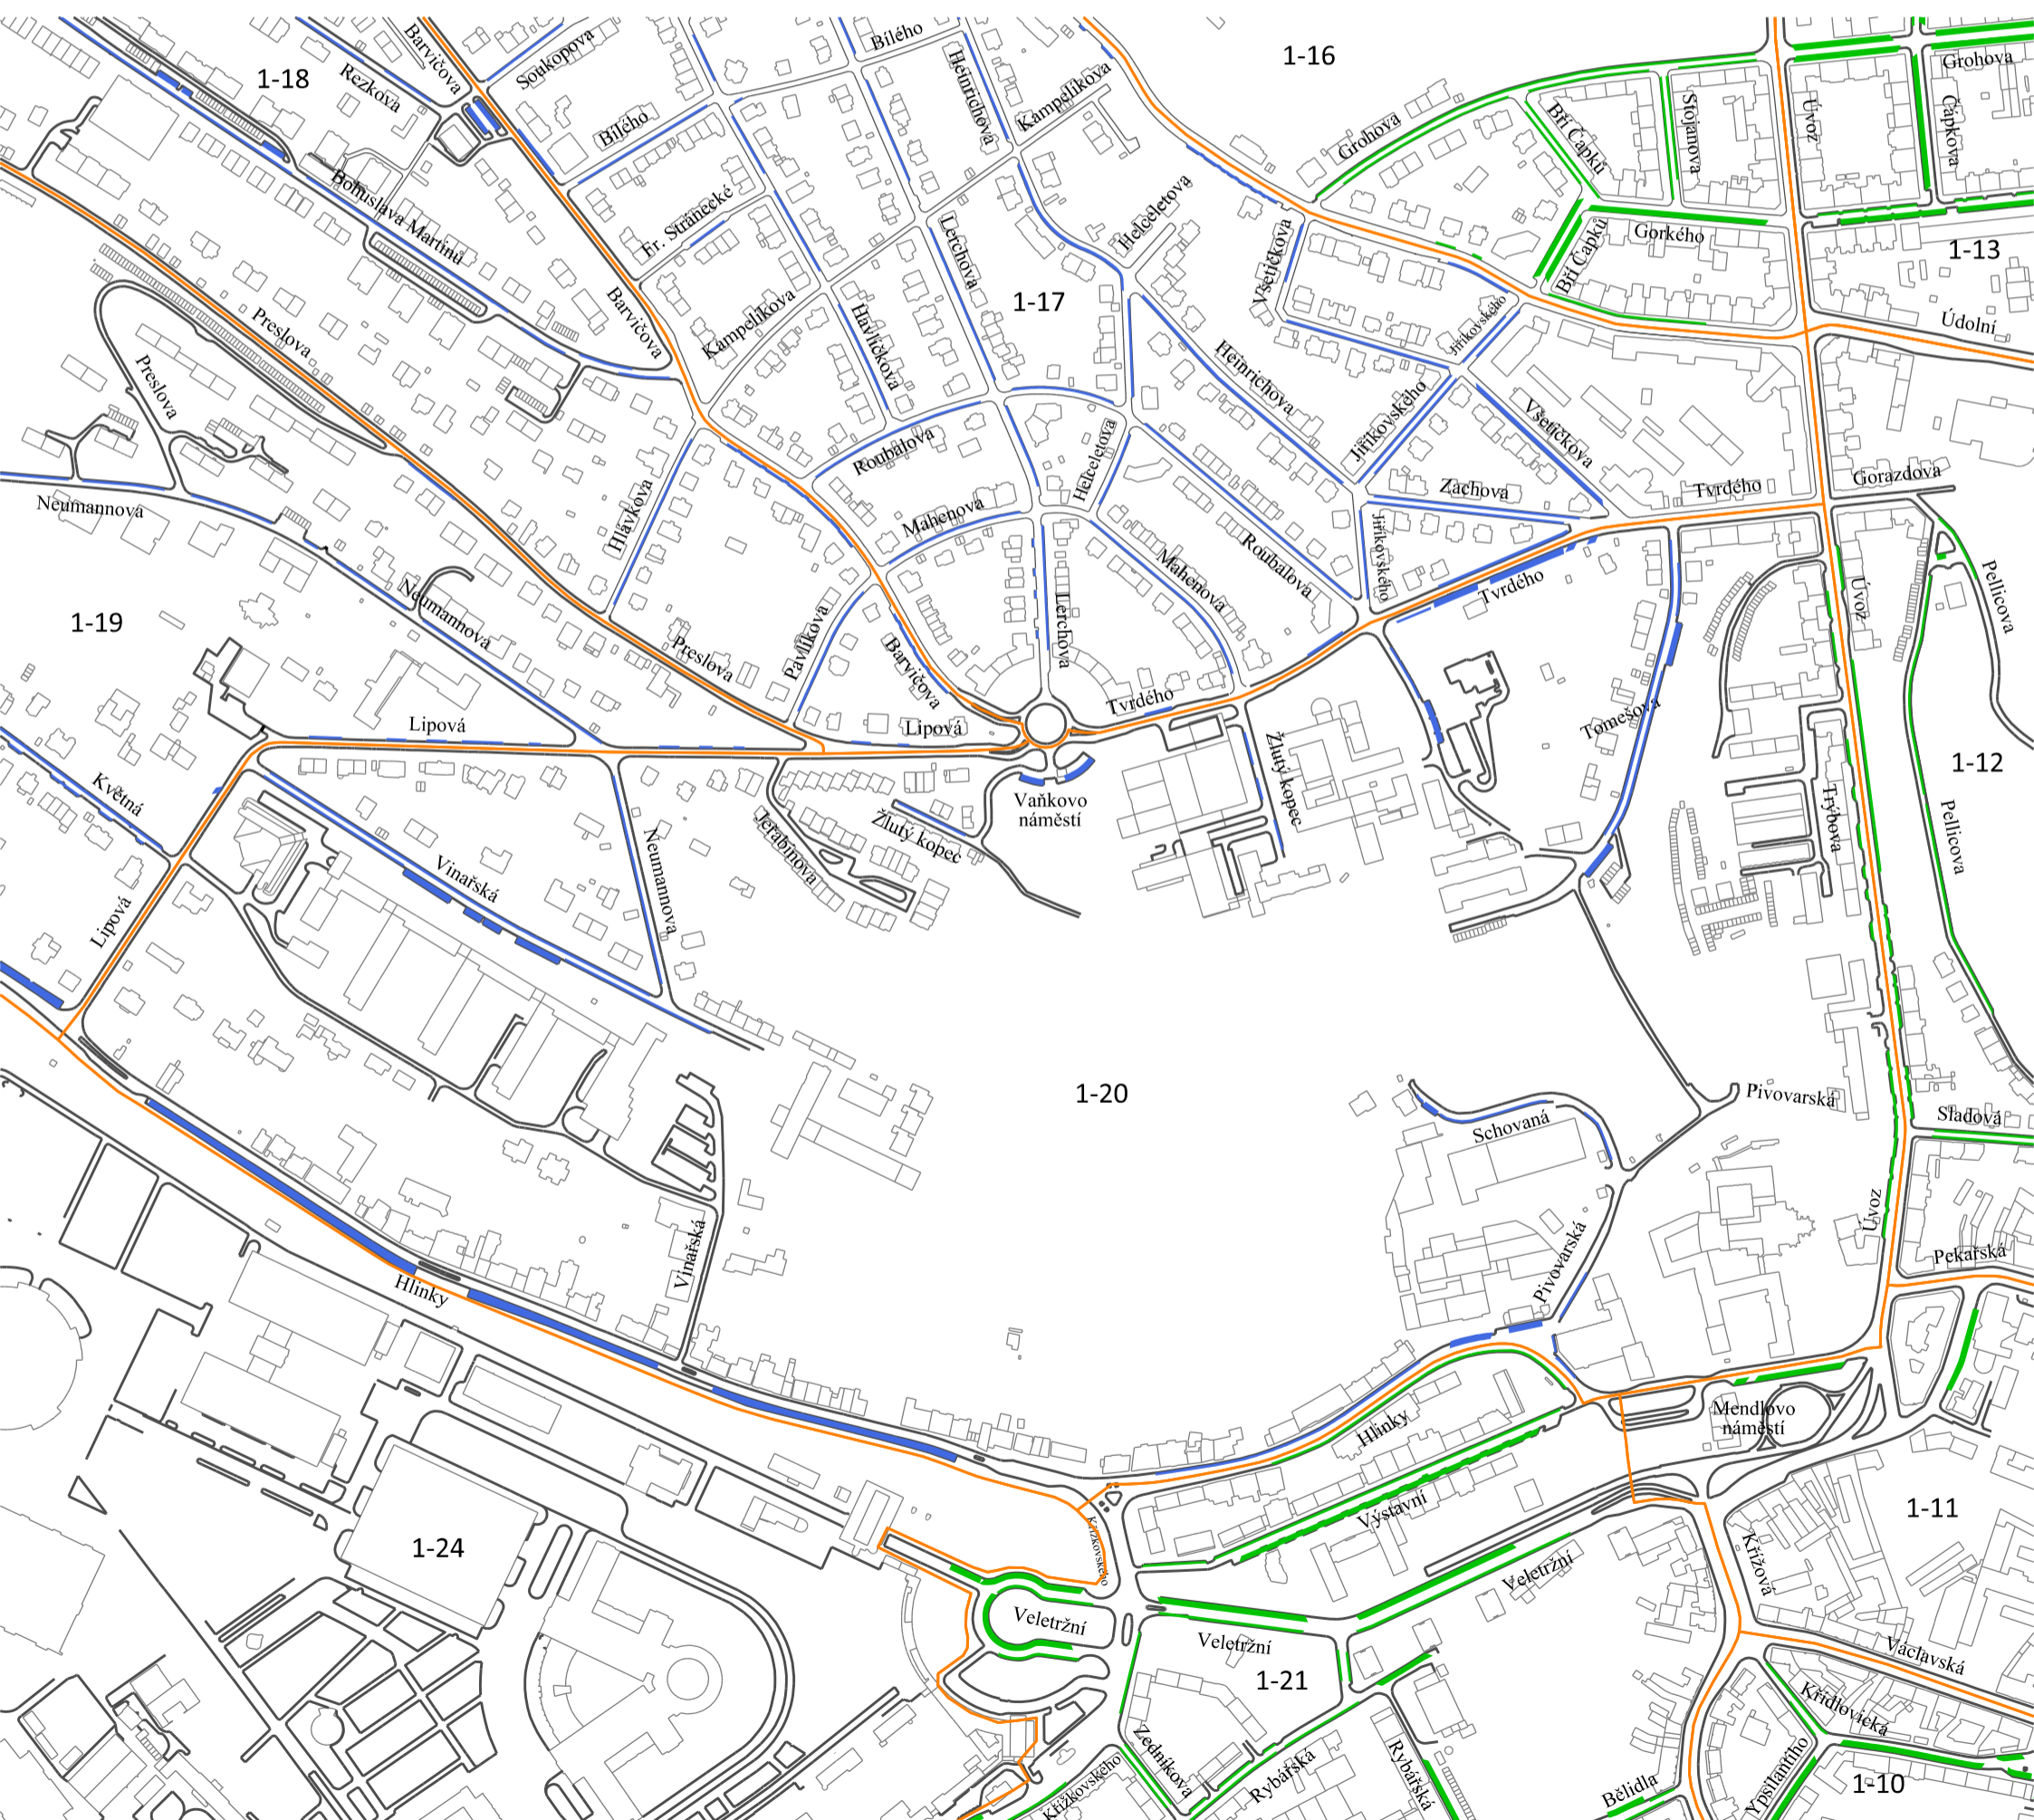 Barvičova
Soukopova
Bílého
Heinrichova
Kampelíkova
1-16
Grohova
Úvoz
Čápkova
1-18
Rezkova
Bílého
Grohova
Bří Čapků
Stojanova
Bohuslava Martinů
Fr. Stránecké
Lerchova
Helceletova
Všetičkova
Bří Čapků
Gorkého
1-13
Preslova
Barvičova
Kampelíkova
Havlíčkova
1-17
Jiříkovského
Údolní
Preslova
Heinrichova
Jiříkovského
Všetičkova
Roubalova
Helceletova
Zachova
Tvrdého
Gorazdova
Neumannová
Hlávkova
Mahenova
Jiříkovského
Roubalova
Mahenova
Tvrdého
Úvoz
Pellicova
1-19
Neumannova
Lerchova
Pavlíkova
Preslova
Barvičova
Tvrdého
Tomešova
Lipová
Lipová
Žlutý kopec
Vaňkovo
náměstí
1-12
Květná
Jeřabinova
Žlutý kopec
Trýbova
Pellicova
Vinařská
Neumannova
Lipová
1-20
Pivovarská
Schovaná
Sladová
Úvoz
Pekařská
Vinařská
Pivovarská
Hlinky
Mendlovo
náměstí
Hlinky
Výstavní
1-24
1-11
Křížkovského
Veletržní
Křížová
Veletržní
Veletržní
1-21
Václavská
Křídlovická
Zedníkova
Rybářská
Rybářská
Křížkovského
Bělidla
Ypsilantiho
1-10